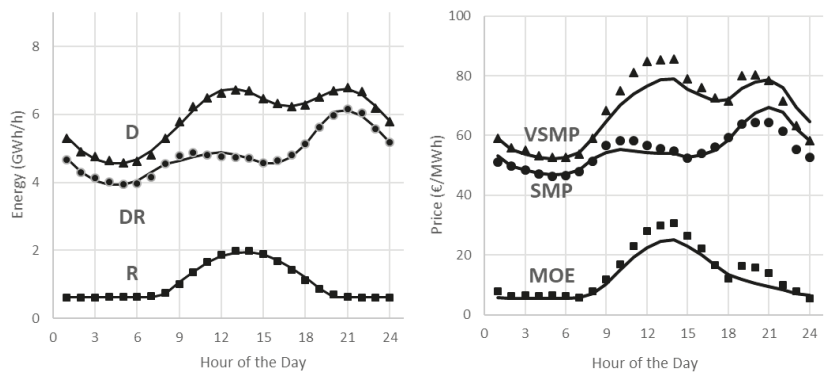 8
6
4
2
0
Energy (GWh/h)
D
DR
R
0 3 6 9 12 15 18 21 24
Hour of the Day
100
80
60
40
20
0
Price (€/MWh)
VSMP
SMP
MOE
0 3 6 9 12 15 18 21 24
Hour of the Day